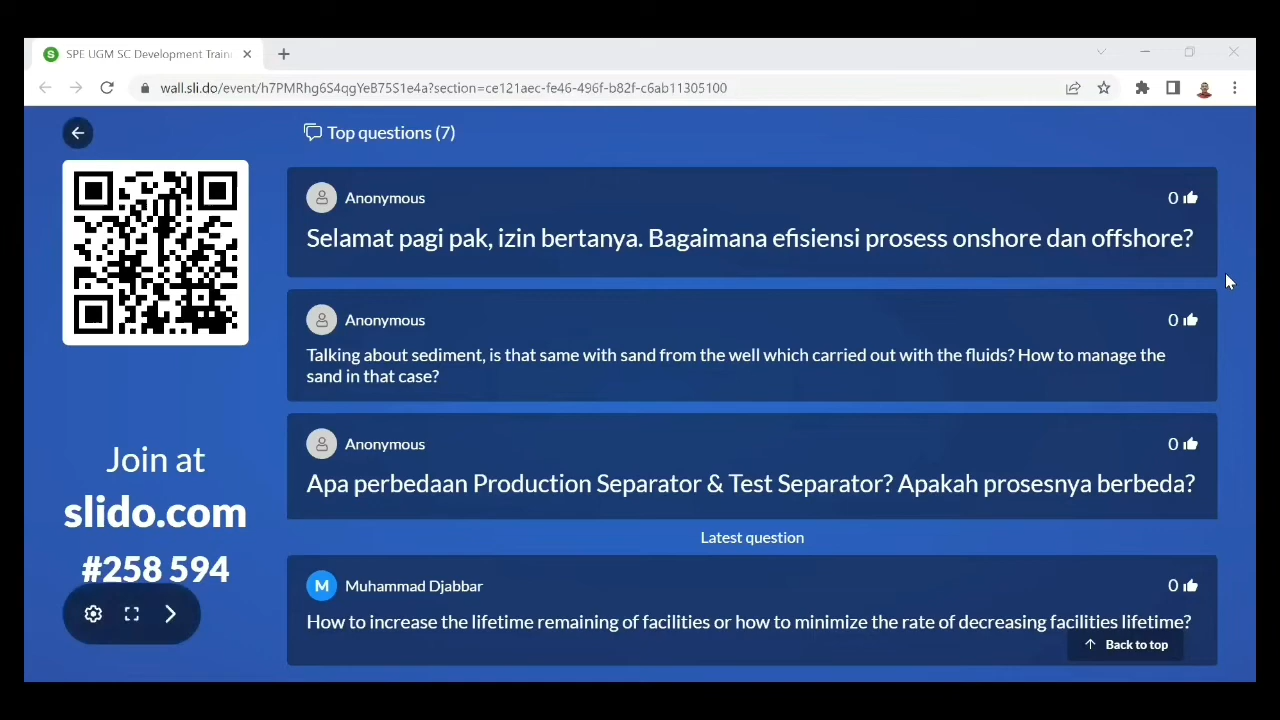 SPE UGM SC Development Traini
wall.sli.do/event/h7PMRhg6S4qgYeB75S1e4a?section=ce121aec-fe46-496f-b82f-c6ab11305100
Top questions (7)
Anonymous
0
Selamat pagi pak, izin bertanya. Bagaimana efisiensi prosess onshore dan offshore?
Anonymous
0
Talking about sediment, is that same with sand from the well which carried out with the fluids? How to manage the
sand in that case?
Anonymous
0
Apa perbedaan Production Separator & Test Separator? Apakah prosesnya berbeda?
Latest question
M
Muhammad Djabbar
0
How to increase the lifetime remaining of facilities or how to minimize the rate of decreasing facilities lifetime?
Back to top
Join at
slido.com
#258 594